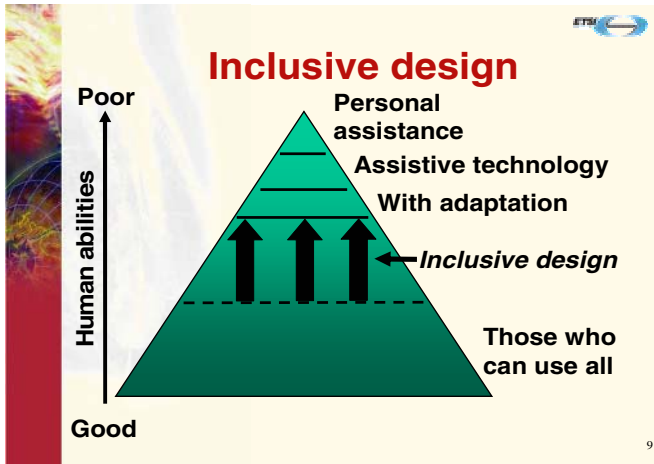 ETSI
Inclusive design
Poor
Personal
assistance
Assistive technology
With adaptation
Human abilities
Inclusive design
Those who
can use all
Good
9